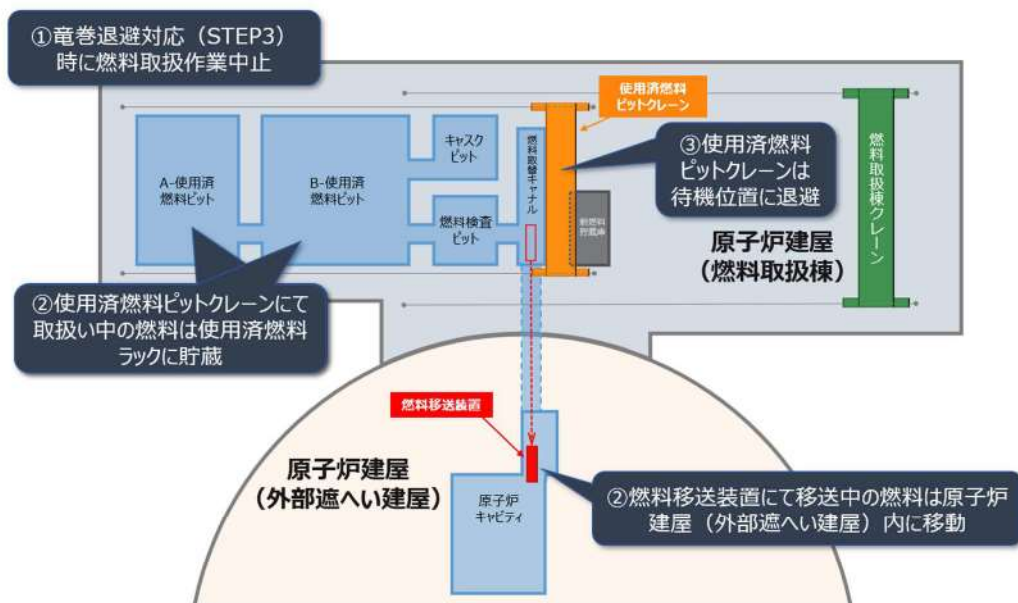 ①竜巻退避対応（STEP3）
時に燃料取扱作業中止
使用済燃料
ピットクレーン
キャスク
ピット
燃料取替キャナル
③使用済燃料
ピットクレーンは
待機位置に退避
A-使用済
燃料ピット
B-使用済
燃料ピット
燃料検査
ピット
新燃料
貯蔵庫
燃料取扱棟クレーン
原子炉建屋
（燃料取扱棟）
②使用済燃料ピットクレーンにて
取扱い中の燃料は使用済燃料
ラックに貯蔵
燃料移送装置
原子炉建屋
（外部遮へい建屋）
原子炉
キャビティ
②燃料移送装置にて移送中の燃料は原子炉
建屋（外部遮へい建屋）内に移動